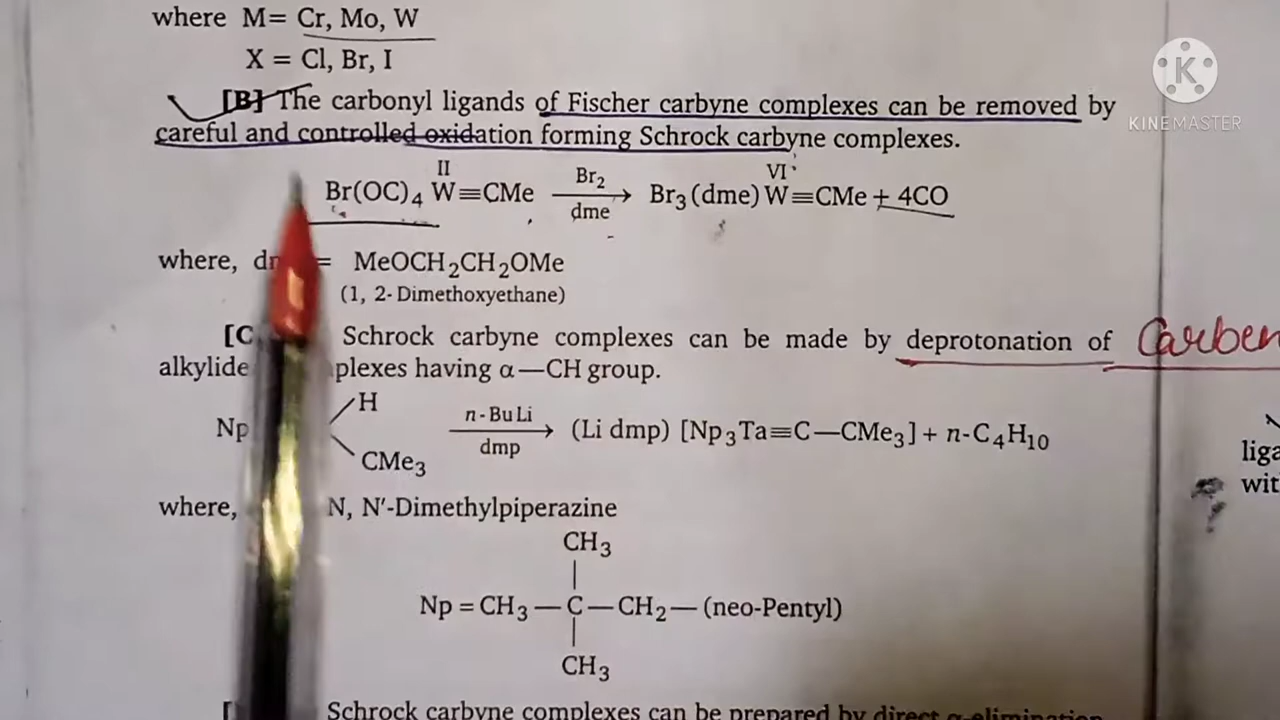 where M= Cr, Mo, W
X = Cl, Br, I
KINEMASTER
[B] The carbonyl ligands of Fischer carbyne complexes can be removed by
careful and controlled oxidation forming Schrock carbyne complexes.
Br(OC)₄ W^II≡CMe —Br₂/dme→ Br₃(dme) W^VI≡CMe + 4CO
where, = MeOCH₂CH₂OMe
(1, 2-Dimethoxyethane)
[C Schrock carbyne complexes can be made by deprotonation of
alkylide complexes having α—CH group.
Np H CMe₃ —n-BuLi/dmp→ (Li dmp) [Np₃Ta≡C—CMe₃] + n-C₄H₁₀
where, N, N′-Dimethylpiperazine
CH₃
|
Np = CH₃—C—CH₂— (neo-Pentyl)
|
CH₃
[ Schrock carbyne complexes can be prepared by direct α-elimination